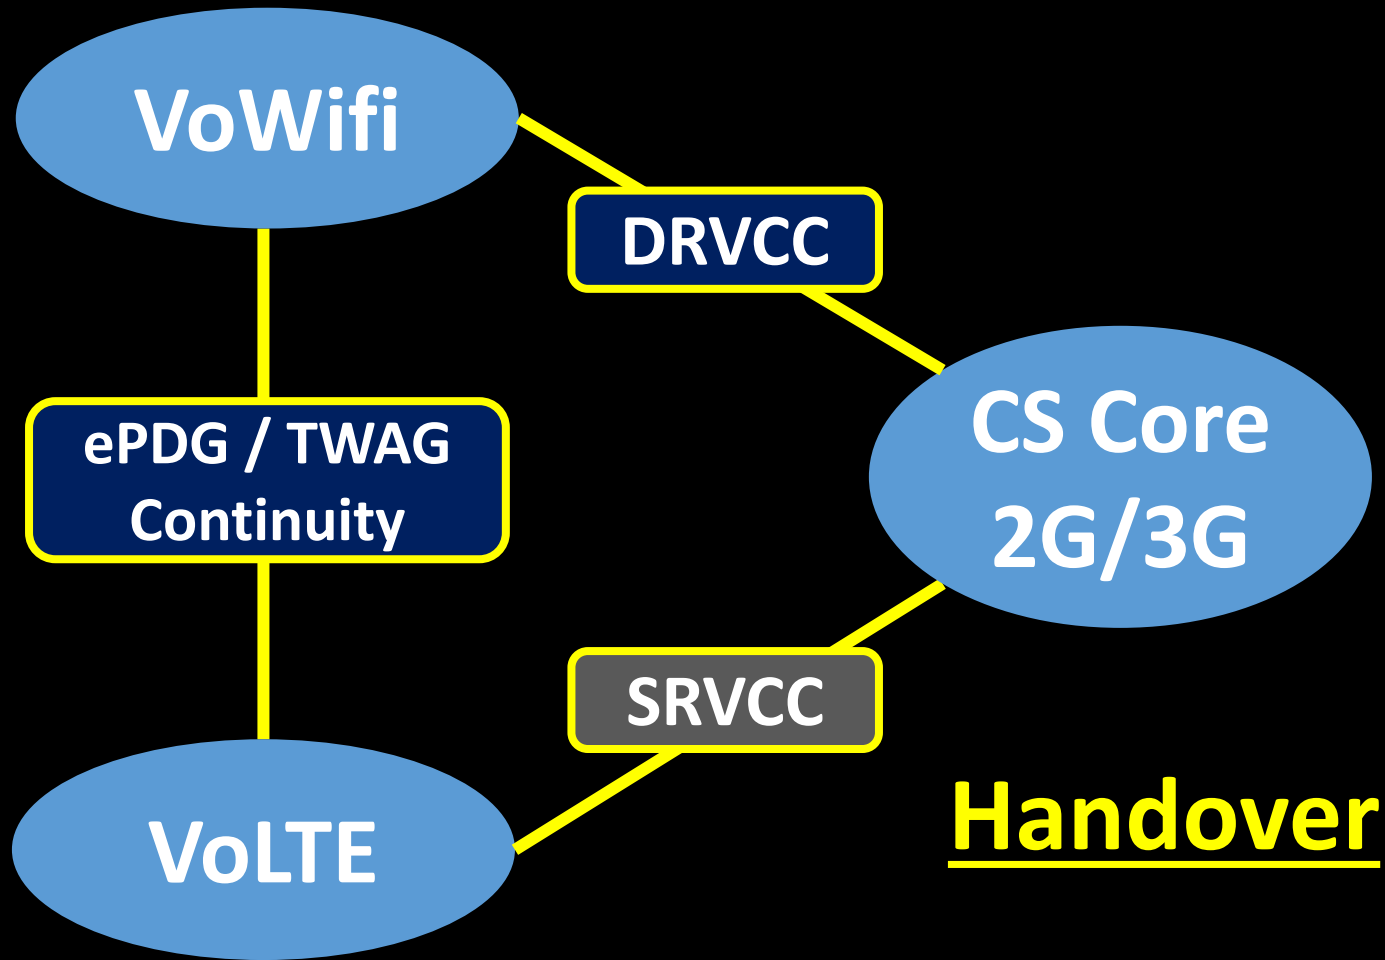 VoWifi
DRVCC
ePDG / TWAG
Continuity
CS Core
2G/3G
SRVCC
VoLTE
Handover